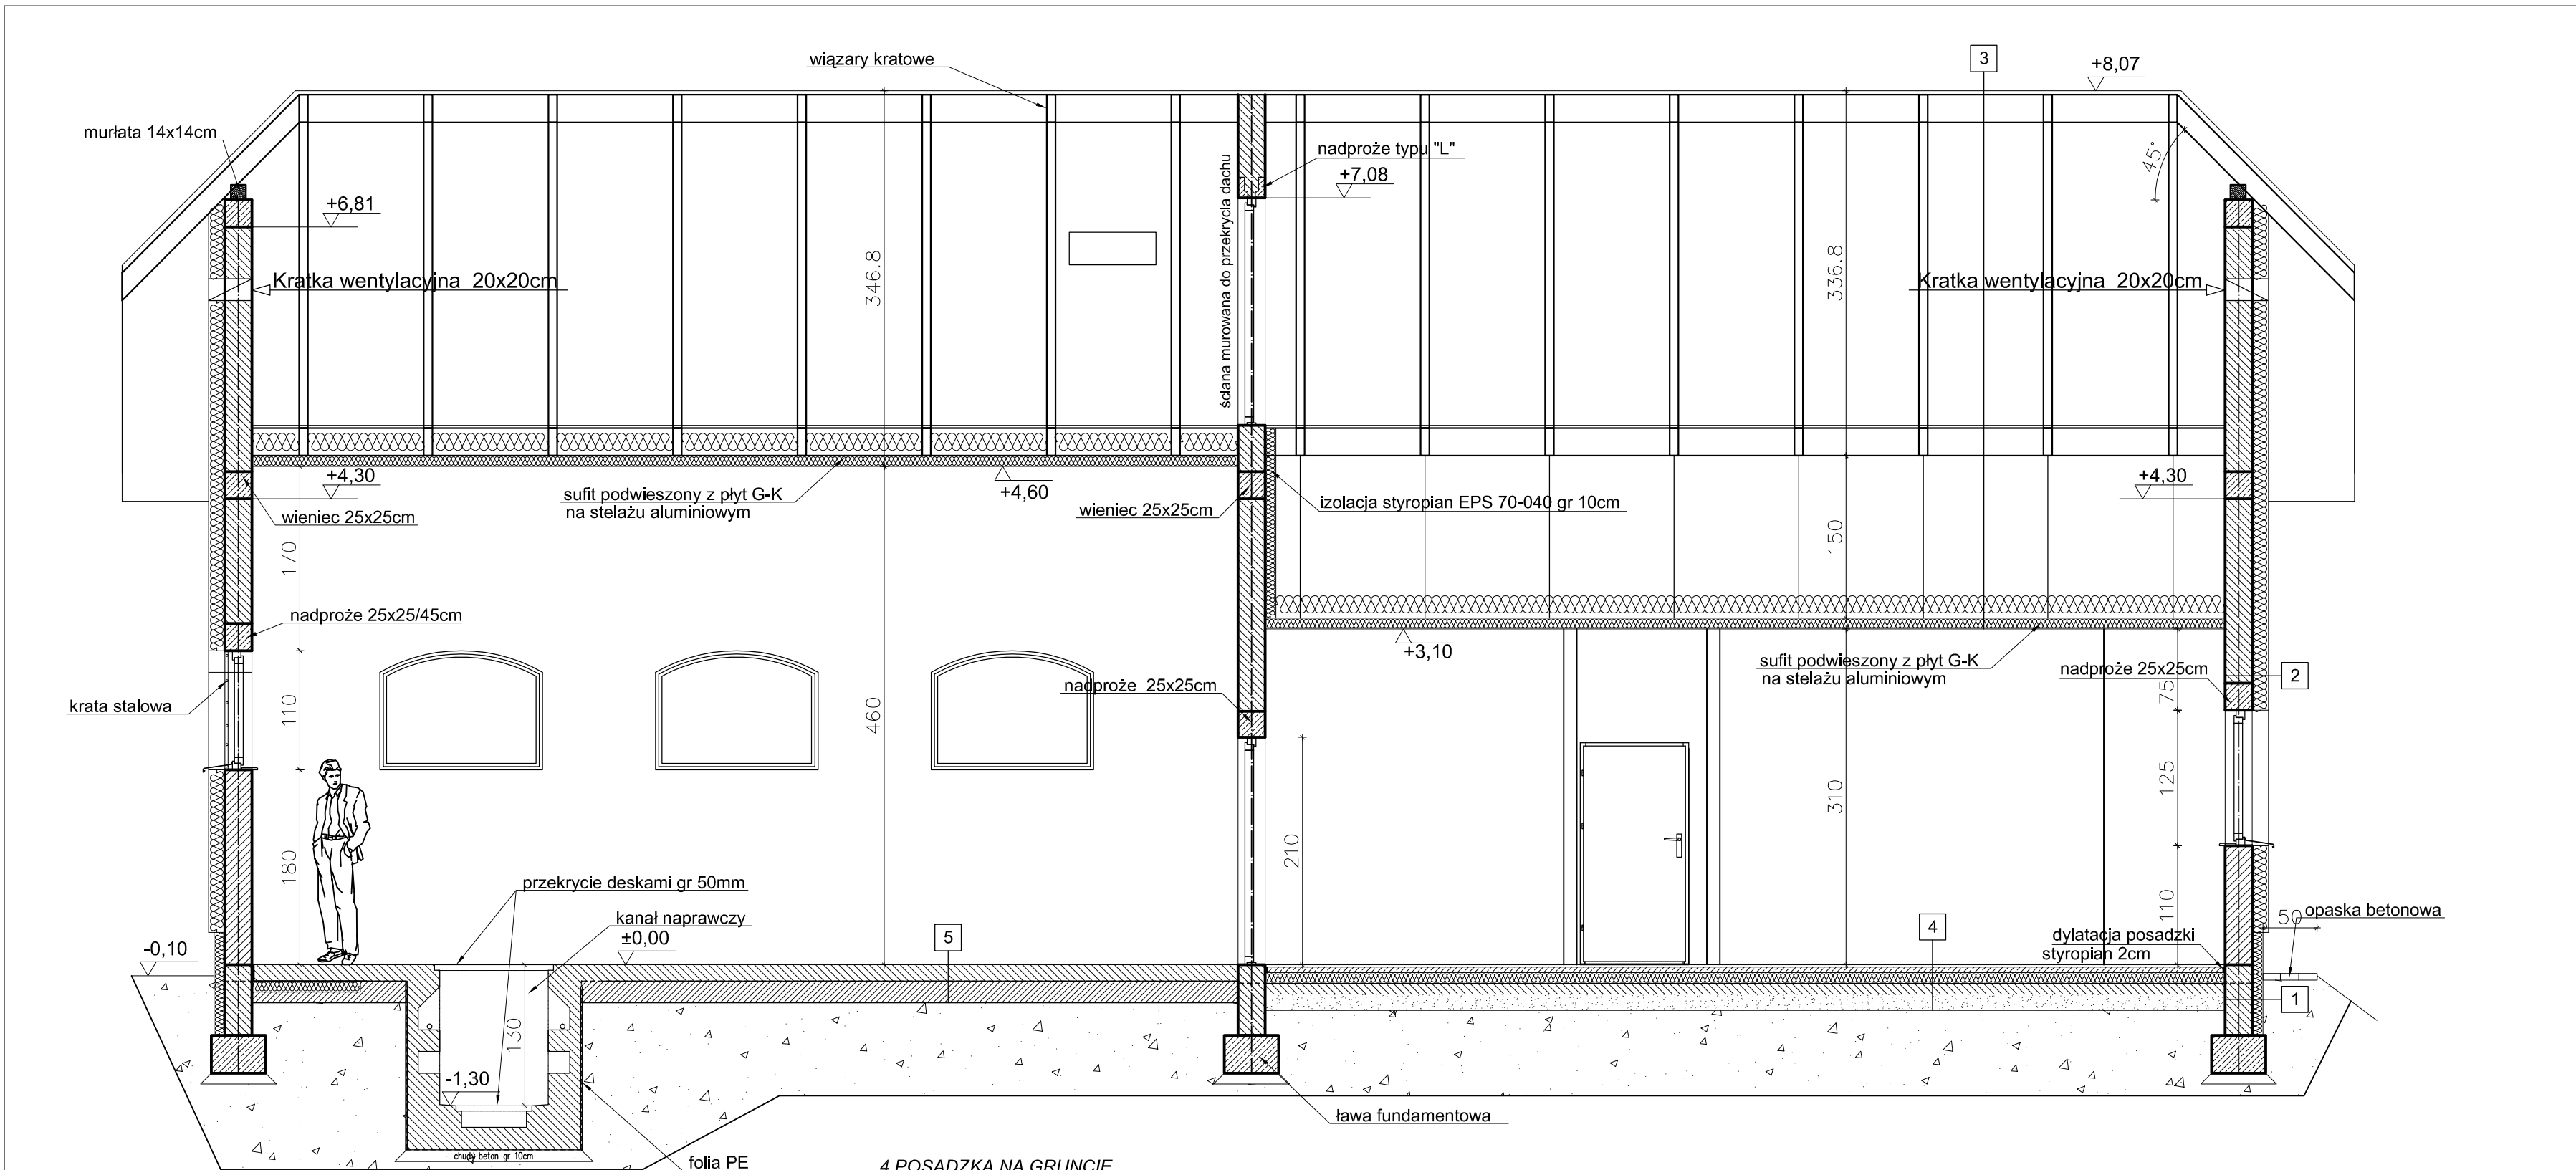 wiązary kratowe
3
+8,07
murłata 14x14cm
nadproże typu "L"
45°
+7,08
+6,81
ściana murowana do przekrycia dachu
346.8
336.8
Kratka wentylacyjna 20x20cm
Kratka wentylacyjna 20x20cm
+4,30
sufit podwieszony z płyt G-K
na stelażu aluminiowym
+4,60
+4,30
wieniec 25x25cm
wieniec 25x25cm
izolacja styropian EPS 70-040 gr 10cm
170
150
nadproże 25x25/45cm
+3,10
sufit podwieszony z płyt G-K
na stelażu aluminiowym
nadproże 25x25cm
2
75
nadproże 25x25cm
krata stalowa
110
460
125
310
210
180
przekrycie deskami gr 50mm
kanał naprawczy
±0,00
5
4
110
50
opaska betonowa
dylatacja posadzki
styropian 2cm
-0,10
1
130
-1,30
ława fundamentowa
chudy beton gr 10cm
folia PE
4 POSADZKA NA GRUNCIE